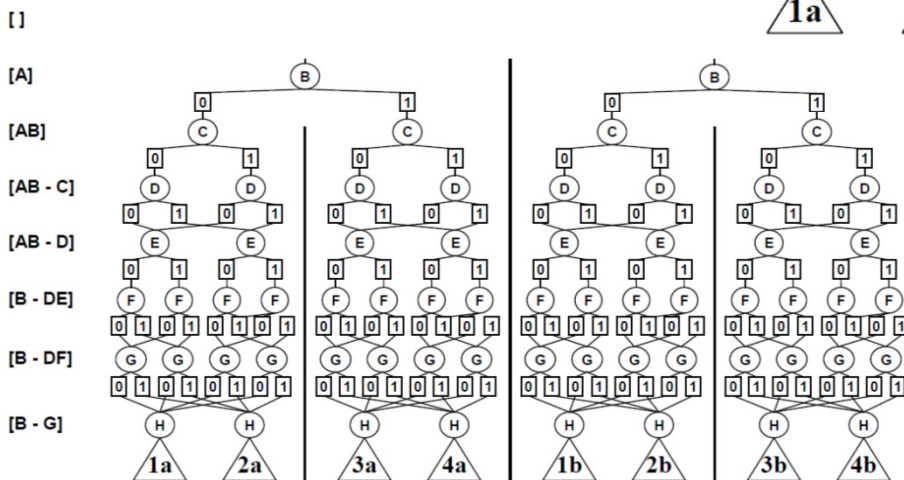 [ ] 1a
[A] B B
0 1 0 1
[AB] C C C C
0 1 0 1 0 1 0 1
[AB - C] D D D D D D D D
0 1 0 1 0 1 0 1 0 1 0 1 0 1 0 1
[AB - D] E E E E E E E E
0 1 0 1 0 1 0 1 0 1 0 1 0 1 0 1
[B - DE] F F F F F F F F F F F F F F F F
0 1 0 1 0 1 0 1 0 1 0 1 0 1 0 1 0 1 0 1 0 1 0 1 0 1 0 1 0 1 0 1
[B - DF] G G G G G G G G G G G G G G G G
0 1 0 1 0 1 0 1 0 1 0 1 0 1 0 1 0 1 0 1 0 1 0 1 0 1 0 1 0 1 0 1
[B - G] H H H H H H H H
1a 2a 3a 4a 1b 2b 3b 4b